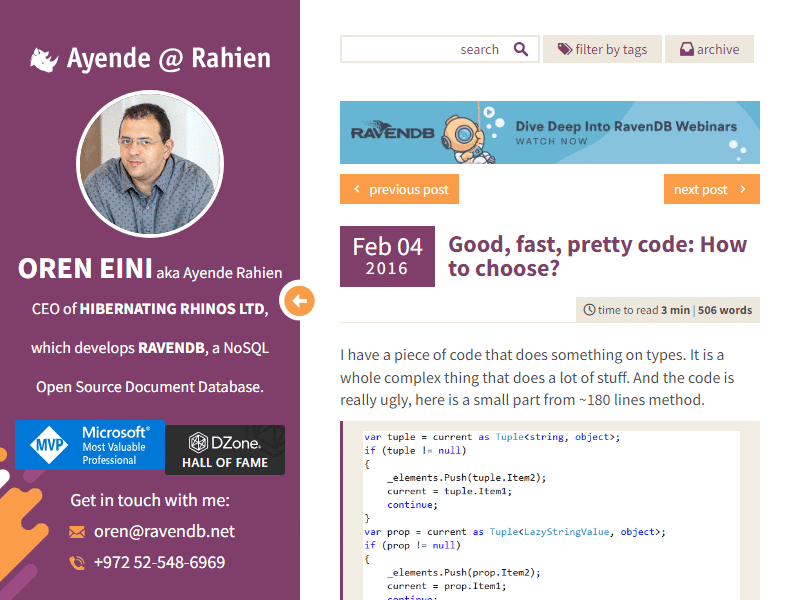 Ayende @ Rahien
OREN EINI aka Ayende Rahien
CEO of HIBERNATING RHINOS LTD,
which develops RAVENDB, a NoSQL
Open Source Document Database.
MVP
Microsoft®
Most Valuable
Professional
DZone.
HALL OF FAME
Get in touch with me:
oren@ravendb.net
+972 52-548-6969
search
filter by tags
archive
RAVENDB
Dive Deep Into RavenDB Webinars
WATCH NOW
previous post
next post
Feb 04
2016
Good, fast, pretty code: How
to choose?
time to read 3 min | 506 words
I have a piece of code that does something on types. It is a
whole complex thing that does a lot of stuff. And the code is
really ugly, here is a small part from ~180 lines method.
var tuple = current as Tuple<string, object>;
if (tuple != null)
{
_elements.Push(tuple.Item2);
current = tuple.Item1;
continue;
}
var prop = current as Tuple<LazyStringValue, object>;
if (prop != null)
{
_elements.Push(prop.Item2);
current = prop.Item1;
continue;